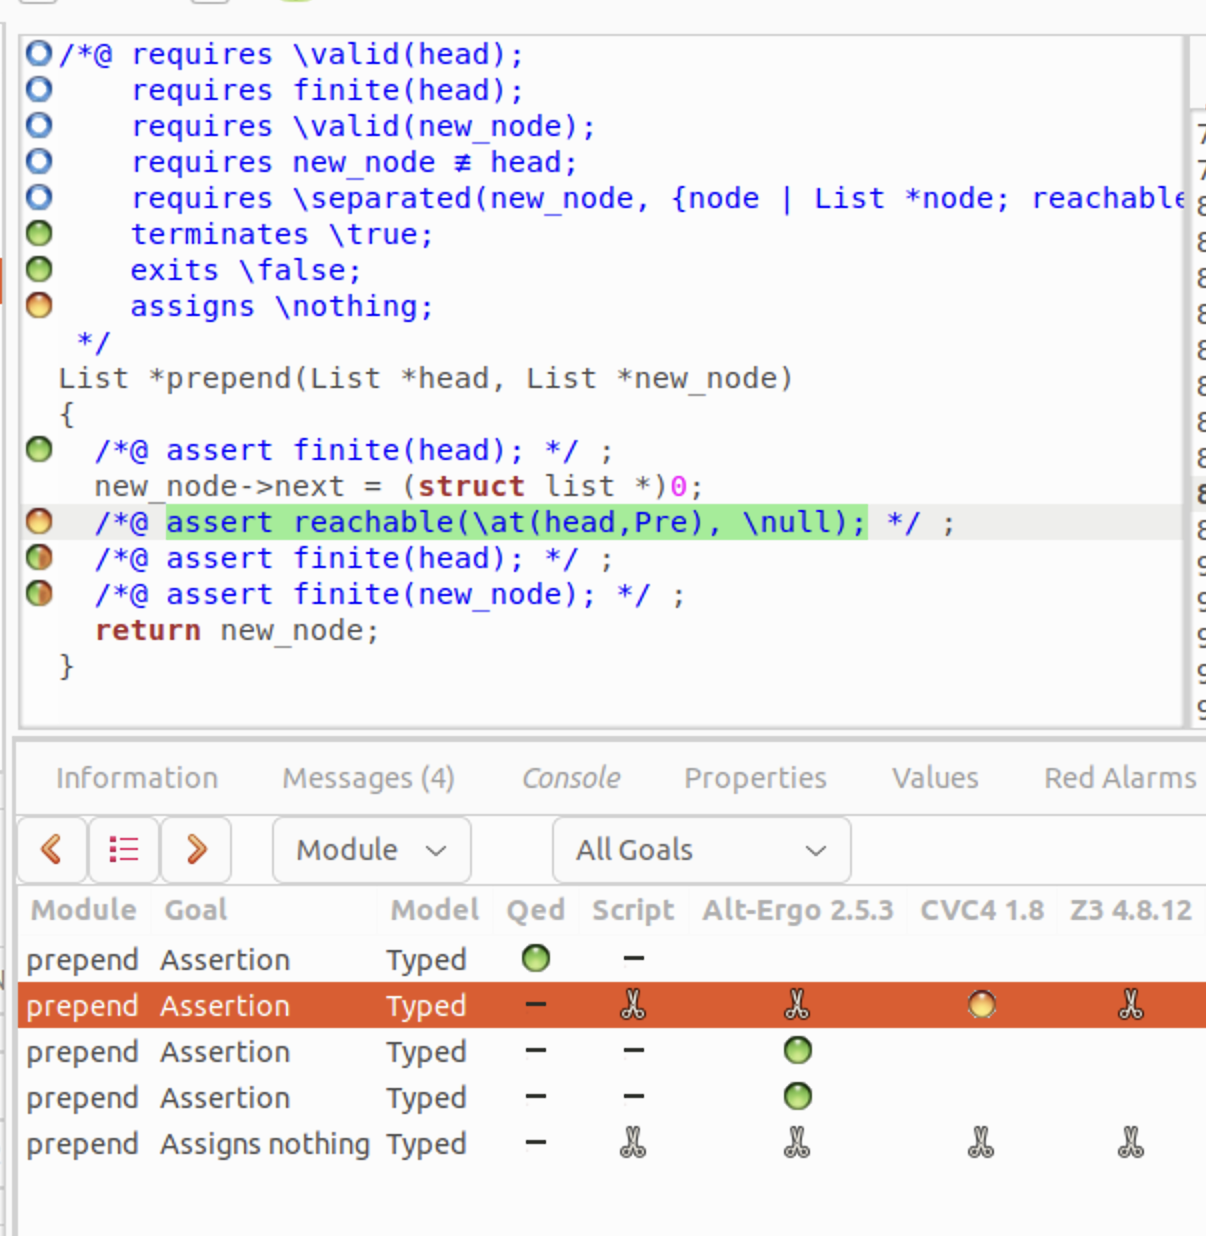 /*@ requires \valid(head);
requires finite(head);
requires \valid(new_node);
requires new_node ≢ head;
requires \separated(new_node, {node | List *node; reachable
terminates \true;
exits \false;
assigns \nothing;
*/
List *prepend(List *head, List *new_node)
{
/*@ assert finite(head); */ ;
new_node->next = (struct list *)0;
/*@ assert reachable(\at(head,Pre), \null); */ ;
/*@ assert finite(head); */ ;
/*@ assert finite(new_node); */ ;
return new_node;
}
Information Messages (4) Console Properties Values Red Alarms
Module All Goals
Module Goal Model Qed Script Alt-Ergo 2.5.3 CVC4 1.8 Z3 4.8.12
prepend Assertion Typed
prepend Assertion Typed
prepend Assertion Typed
prepend Assertion Typed
prepend Assigns nothing Typed